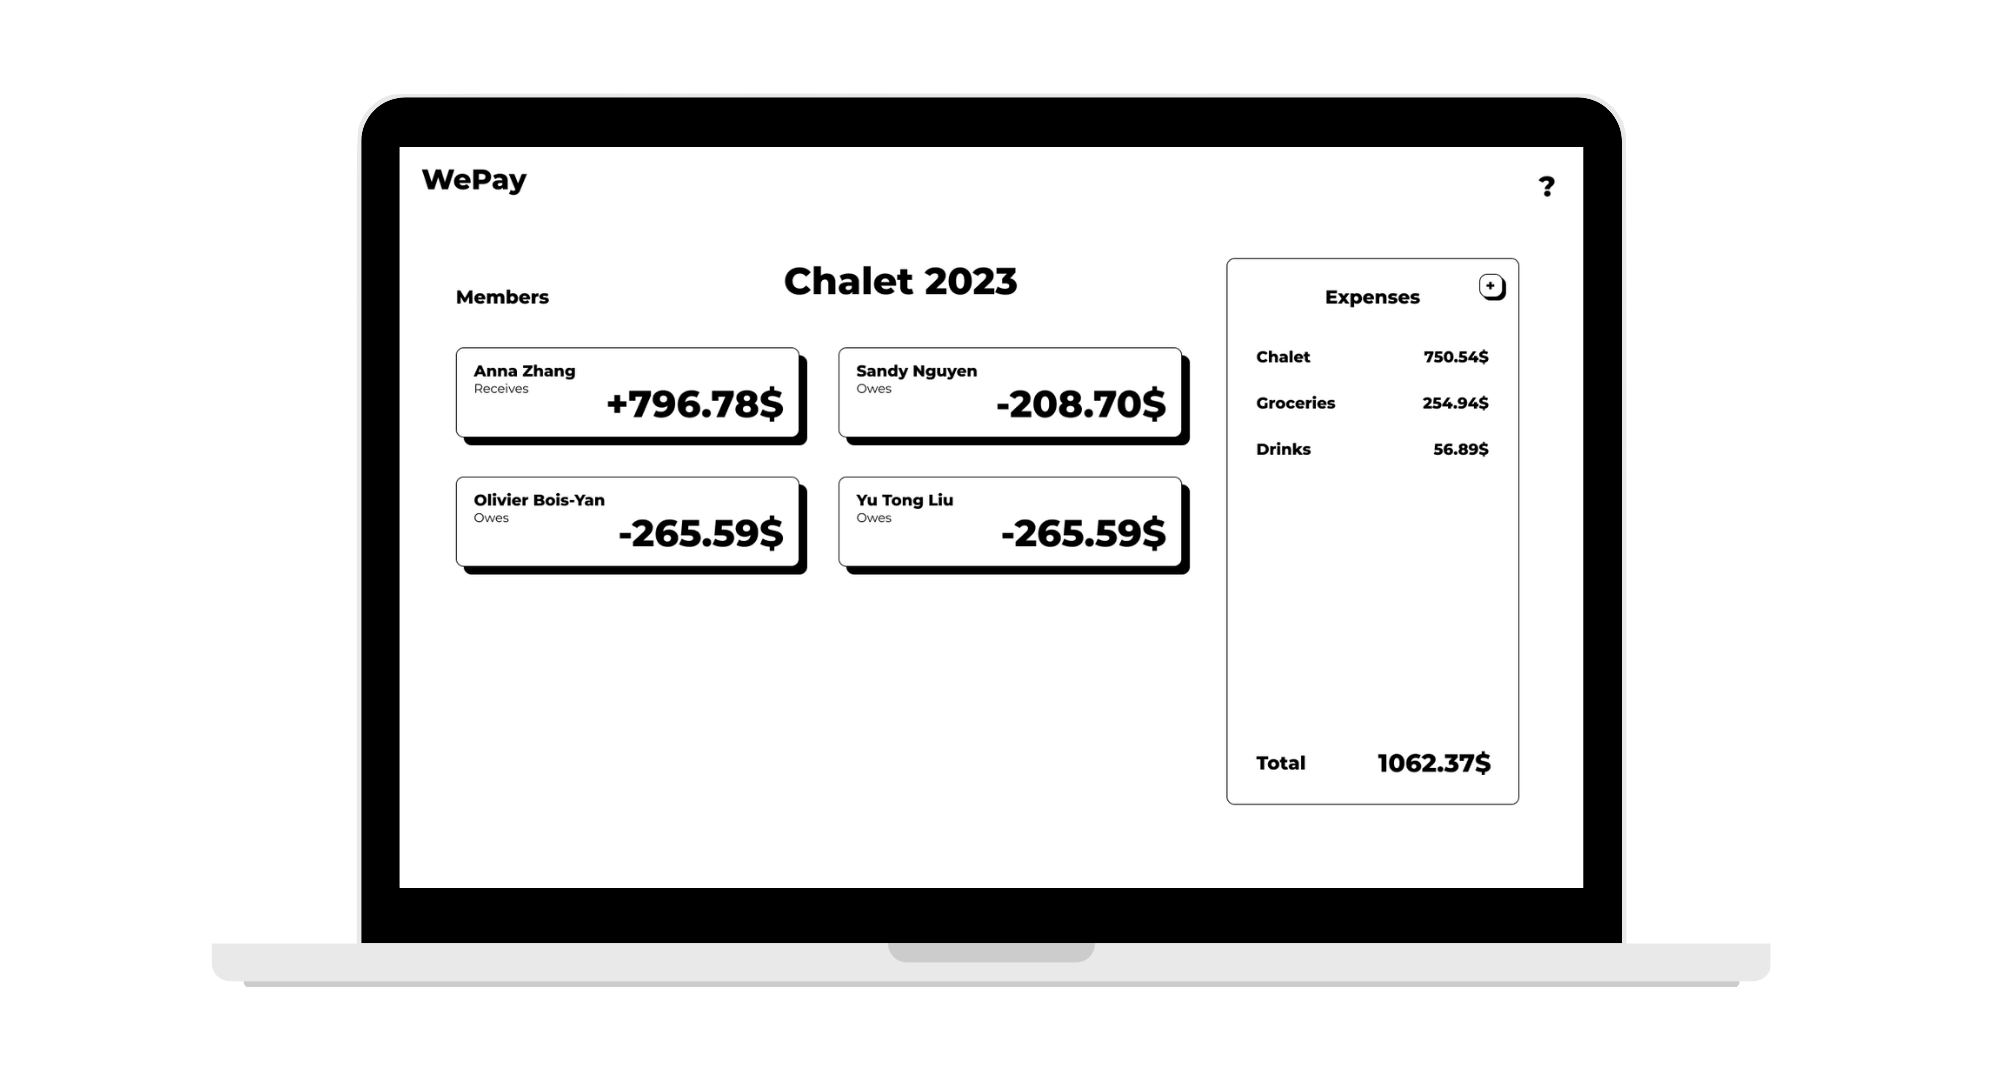 WePay
?
Chalet 2023
Members
Anna Zhang
Receives
+796.78$
Sandy Nguyen
Owes
-208.70$
Olivier Bois-Yan
Owes
-265.59$
Yu Tong Liu
Owes
-265.59$
Expenses
+
Chalet 750.54$
Groceries 254.94$
Drinks 56.89$
Total 1062.37$